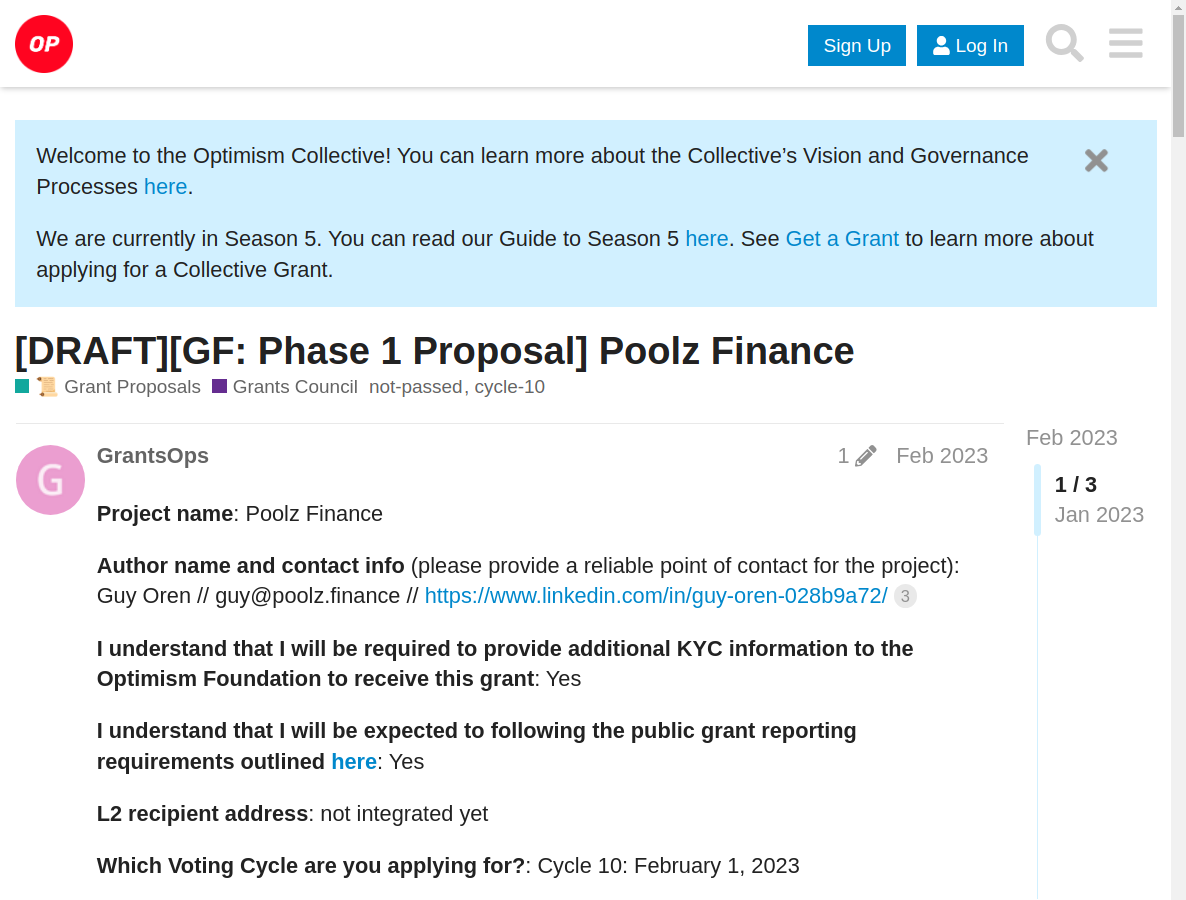 OP
Sign Up
Log In
Welcome to the Optimism Collective! You can learn more about the Collective’s Vision and Governance
Processes here.
We are currently in Season 5. You can read our Guide to Season 5 here. See Get a Grant to learn more about
applying for a Collective Grant.
[DRAFT][GF: Phase 1 Proposal] Poolz Finance
Grant Proposals Grants Council not-passed, cycle-10
G
GrantsOps
1
Feb 2023
Feb 2023
1 / 3
Jan 2023
Project name: Poolz Finance
Author name and contact info (please provide a reliable point of contact for the project):
Guy Oren // guy@poolz.finance // https://www.linkedin.com/in/guy-oren-028b9a72/ 3
I understand that I will be required to provide additional KYC information to the
Optimism Foundation to receive this grant: Yes
I understand that I will be expected to following the public grant reporting
requirements outlined here: Yes
L2 recipient address: not integrated yet
Which Voting Cycle are you applying for?: Cycle 10: February 1, 2023